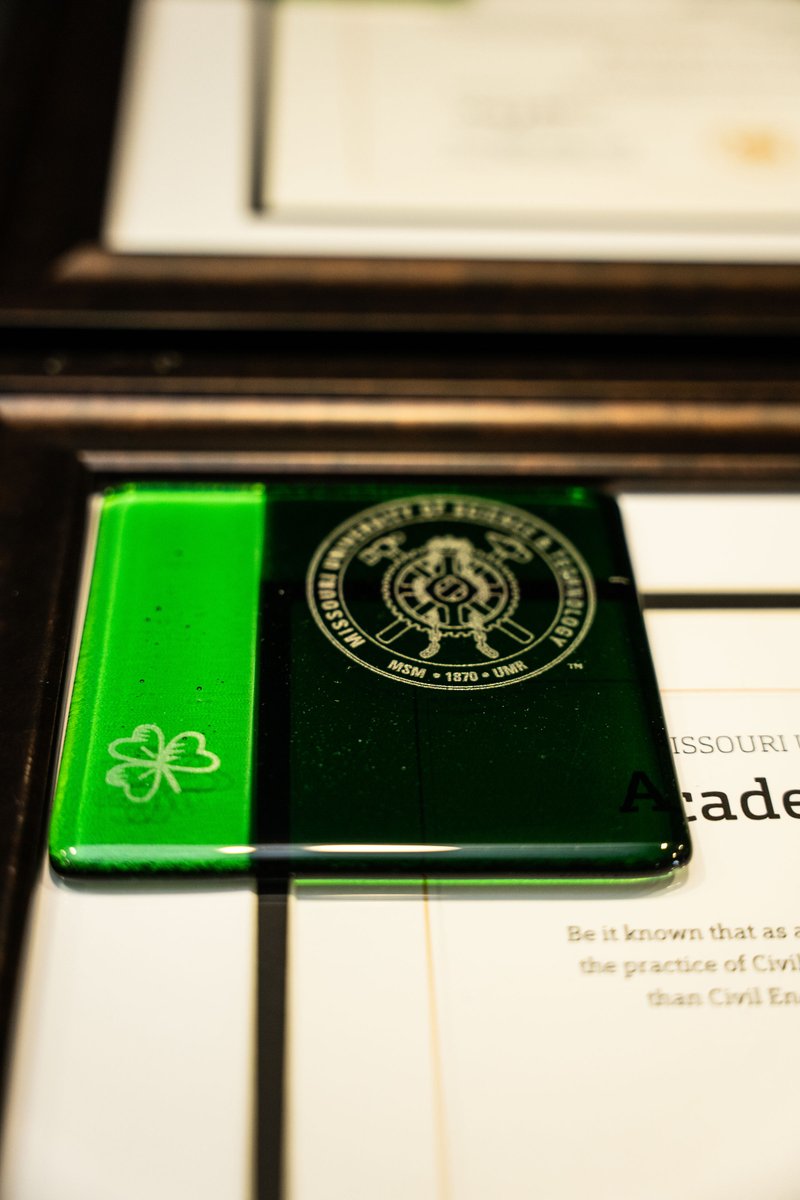 MISSOURI UNIVERSITY OF SCIENCE & TECHNOLOGY
MSM • 1870 • UMR
TM
ISSOURI
Acade
Be it known that as a
the practice of Civil
than Civil En